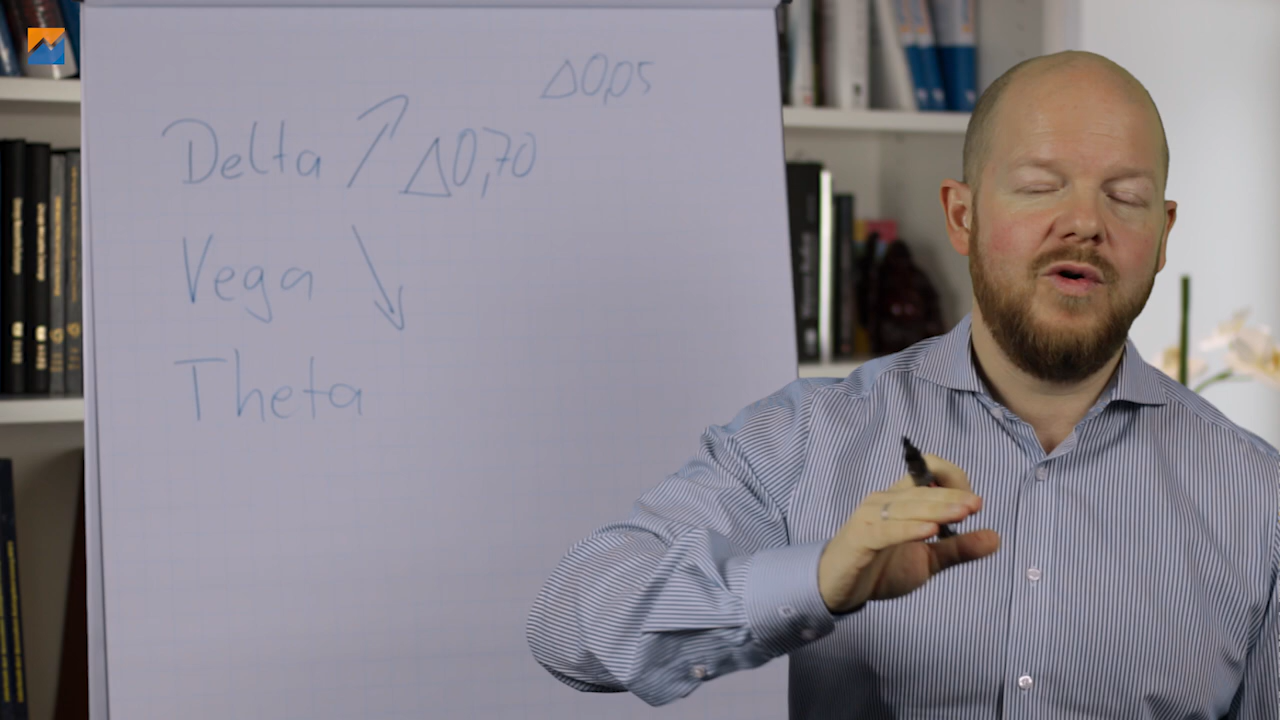 Δ0,05
Delta ↗ Δ0,70
Vega ↘
Theta